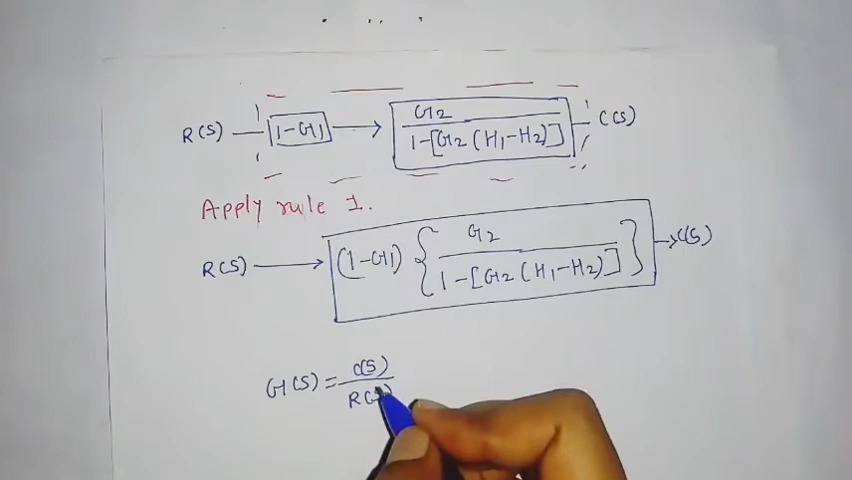 R(S) 1-G1 G2 / 1-[G2(H1-H2)] C(S)
Apply rule 1.
R(S) (1-G1) { G2 / 1-[G2(H1-H2)] } C(S)
G(S) = C(S) / R(S)